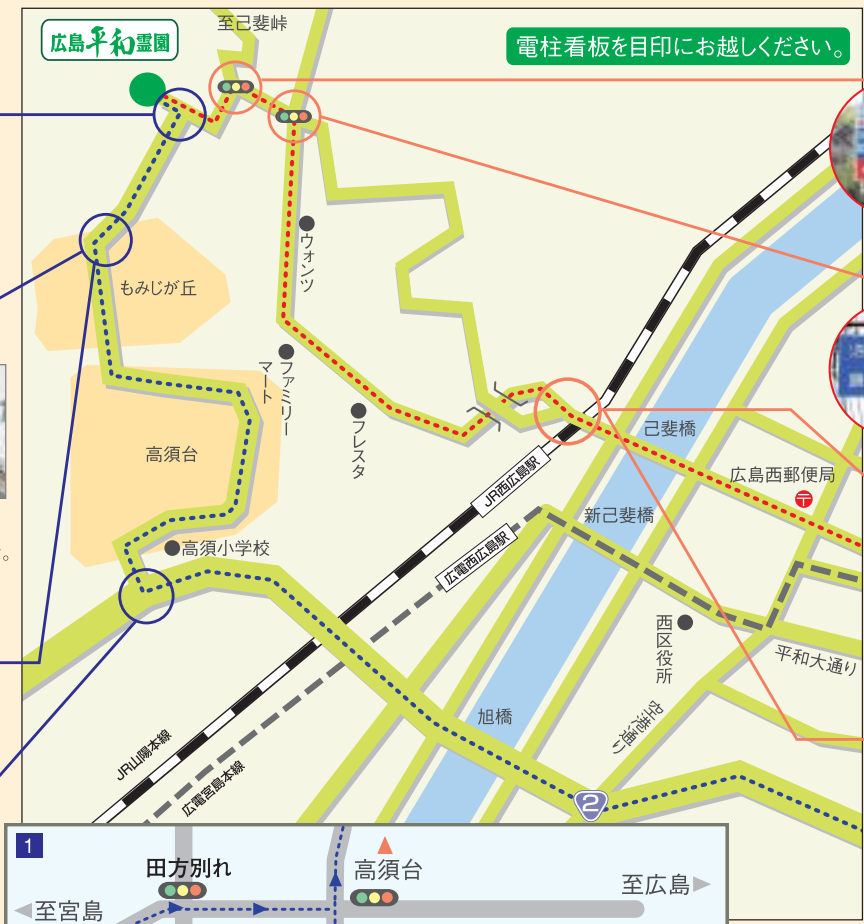 至己斐峠
広島平和霊園
電柱看板を目印にお越しください。
ウォンツ
もみじが丘
ファミリーマート
フレスタ
高須台
己斐橋
広島西郵便局
〒
JR西広島駅
新己斐橋
高須小学校
広電西広島駅
。
西区役所
平和大通り
旭橋
空港通り
JR山陽本線
広電宮島本線
2
1
田方別れ
高須台
至広島
至宮島